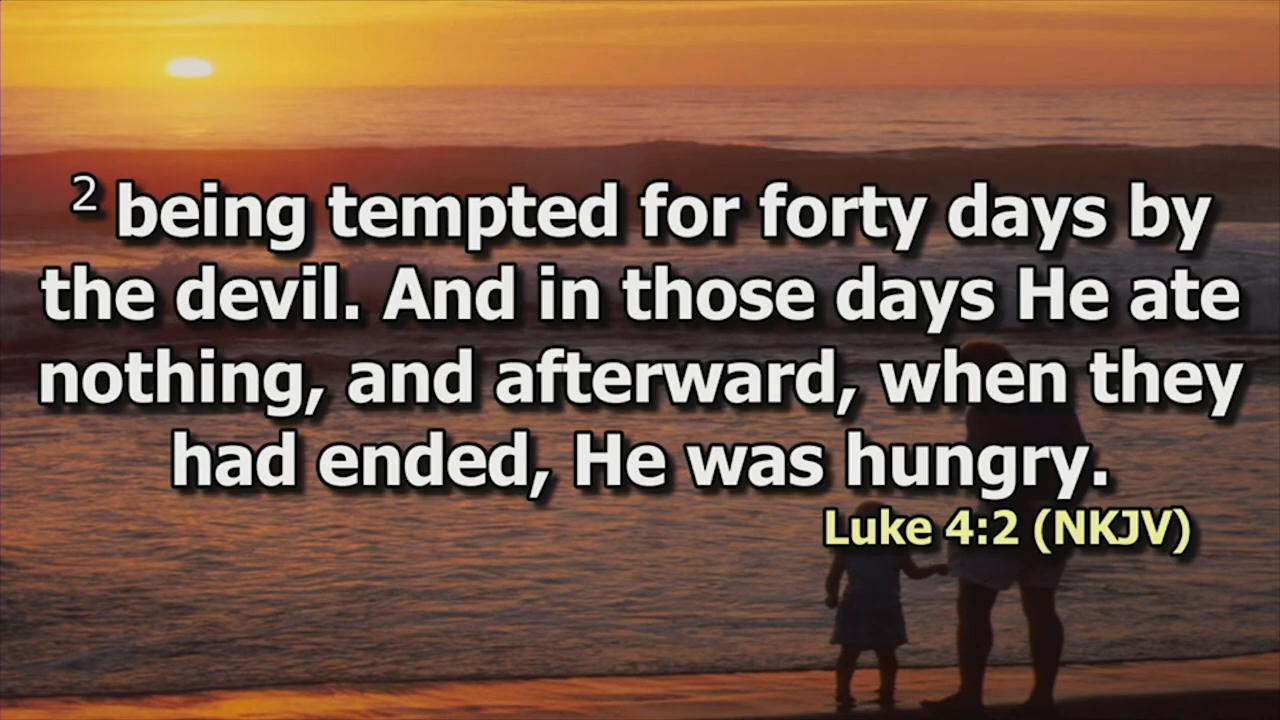 2 being tempted for forty days by
the devil. And in those days He ate
nothing, and afterward, when they
had ended, He was hungry.
Luke 4:2 (NKJV)